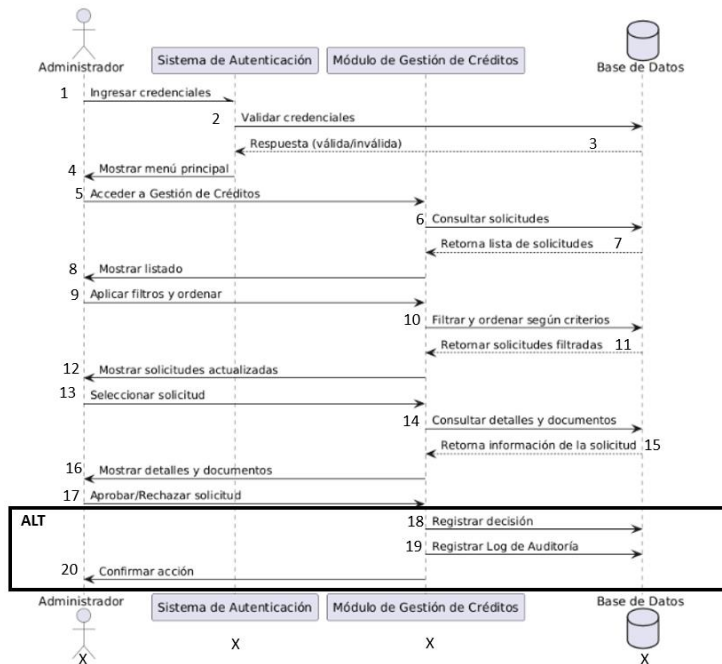 Administrador
Sistema de Autenticación
Módulo de Gestión de Créditos
Base de Datos
1 Ingresar credenciales
2 Validar credenciales
Respuesta (válida/inválida) 3
4 Mostrar menú principal
5 Acceder a Gestión de Créditos
6 Consultar solicitudes
Retorna lista de solicitudes 7
8 Mostrar listado
9 Aplicar filtros y ordenar
10 Filtrar y ordenar según criterios
Retornar solicitudes filtradas 11
12 Mostrar solicitudes actualizadas
13 Seleccionar solicitud
14 Consultar detalles y documentos
Retorna información de la solicitud 15
16 Mostrar detalles y documentos
17 Aprobar/Rechazar solicitud
ALT
18 Registrar decisión
19 Registrar Log de Auditoría
20 Confirmar acción
Administrador
Sistema de Autenticación
Módulo de Gestión de Créditos
Base de Datos
X X X X